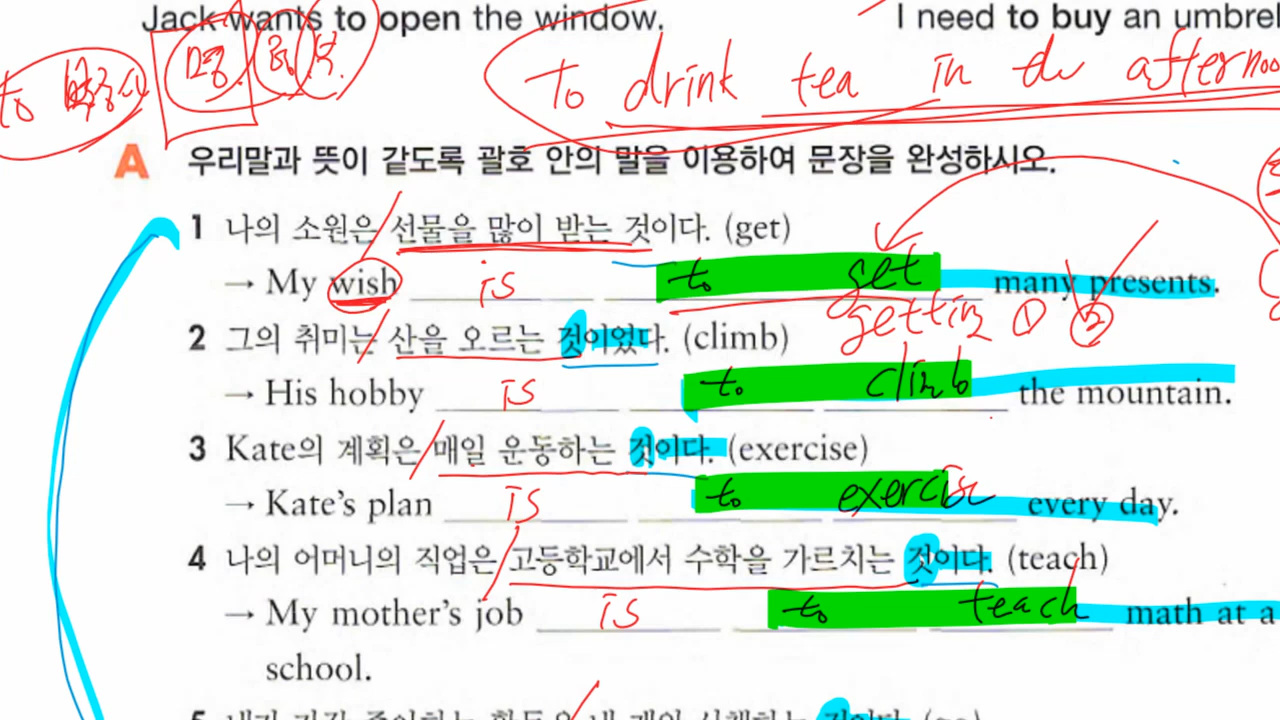 Jack wants to open the window.
I need to buy an umbrel
to
To drink tea in the afternoo
A 우리말과 뜻이 같도록 괄호 안의 말을 이용하여 문장을 완성하시오.
1 나의 소원은 선물을 많이 받는 것이다. (get)
→ My wish is to get many presents.
getting ① ②
2 그의 취미는 산을 오르는 것이었다. (climb)
→ His hobby is to climb the mountain.
3 Kate의 계획은 매일 운동하는 것이다. (exercise)
→ Kate's plan is to exercise every day.
4 나의 어머니의 직업은 고등학교에서 수학을 가르치는 것이다. (teach)
→ My mother's job is to teach math at a
school.